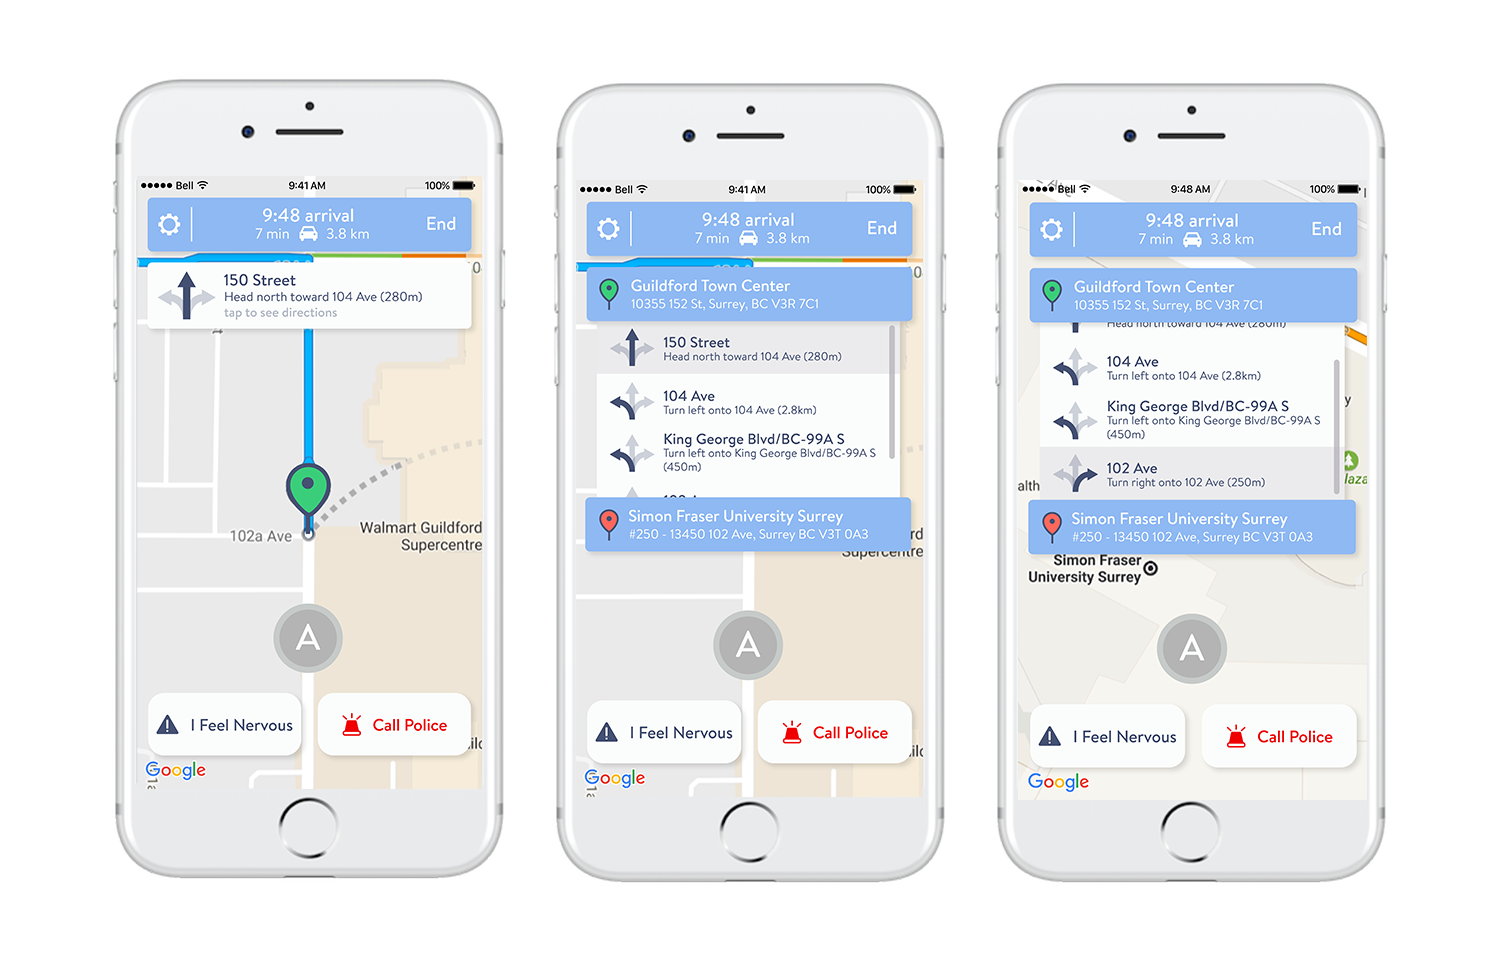 Bell
9:41 AM
100%
9:48 arrival
7 min 3.8 km
End
150 Street
Head north toward 104 Ave (280m)
tap to see directions
102a Ave
Walmart Guildford
Supercentre
A
I Feel Nervous
Call Police
Google
Bell
9:41 AM
100%
9:48 arrival
7 min 3.8 km
End
Guildford Town Center
10355 152 St, Surrey, BC V3R 7C1
150 Street
Head north toward 104 Ave (280m)
104 Ave
Turn left onto 104 Ave (2.8km)
King George Blvd/BC-99A S
Turn left onto King George Blvd/BC-99A S
(450m)
Simon Fraser University Surrey
#250 - 13450 102 Ave, Surrey BC V3T 0A3
Supercentre
A
I Feel Nervous
Call Police
Google
Bell
9:48 AM
100%
9:48 arrival
7 min 3.8 km
End
Guildford Town Center
10355 152 St, Surrey, BC V3R 7C1
Head north toward 104 Ave (280m)
104 Ave
Turn left onto 104 Ave (2.8km)
King George Blvd/BC-99A S
Turn left onto King George Blvd/BC-99A S
(450m)
102 Ave
Turn right onto 102 Ave (250m)
Simon Fraser University Surrey
#250 - 13450 102 Ave, Surrey BC V3T 0A3
Simon Fraser
University Surrey
A
I Feel Nervous
Call Police
Google